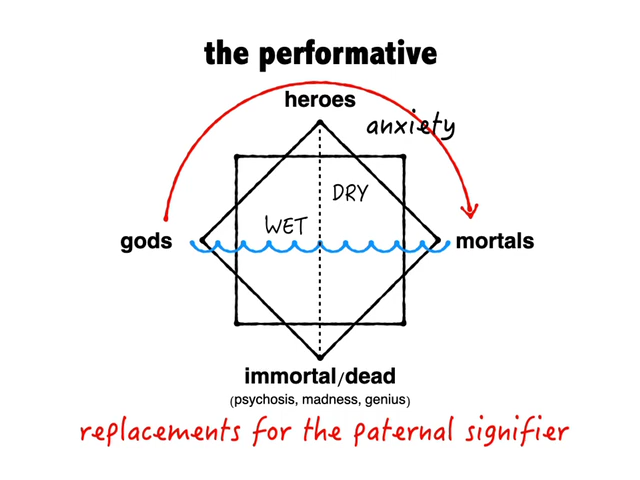 the performative
heroes
anxiety
DRY
WET
gods
mortals
immortal/dead
(psychosis, madness, genius)
replacements for the paternal signifier